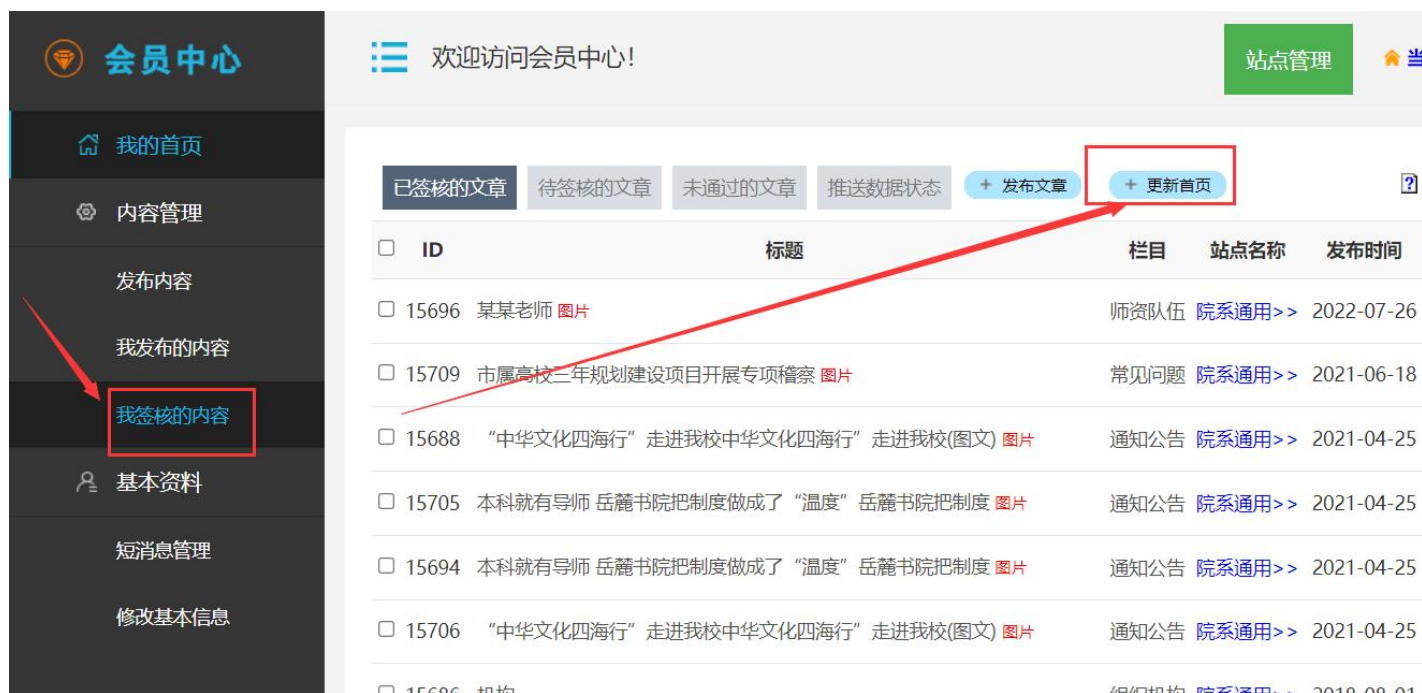 会员中心
欢迎访问会员中心!
站点管理
当
我的首页
内容管理
发布内容
我发布的内容
我签核的内容
基本资料
短消息管理
修改基本信息
已签核的文章 待签核的文章 未通过的文章 推送数据状态 + 发布文章 + 更新首页 ?
ID 标题 栏目 站点名称 发布时间
15696 某某老师 图片 师资队伍 院系通用>> 2022-07-26
15709 市属高校三年规划建设项目开展专项稽察 图片 常见问题 院系通用>> 2021-06-18
15688 “中华文化四海行”走进我校中华文化四海行”走进我校(图文) 图片 通知公告 院系通用>> 2021-04-25
15705 本科就有导师 岳麓书院把制度做成了“温度”岳麓书院把制度 图片 通知公告 院系通用>> 2021-04-25
15694 本科就有导师 岳麓书院把制度做成了“温度”岳麓书院把制度 图片 通知公告 院系通用>> 2021-04-25
15706 “中华文化四海行”走进我校中华文化四海行”走进我校(图文) 图片 通知公告 院系通用>> 2021-04-25
15686 机构 组织机构 院系通用>> 2018-08-01